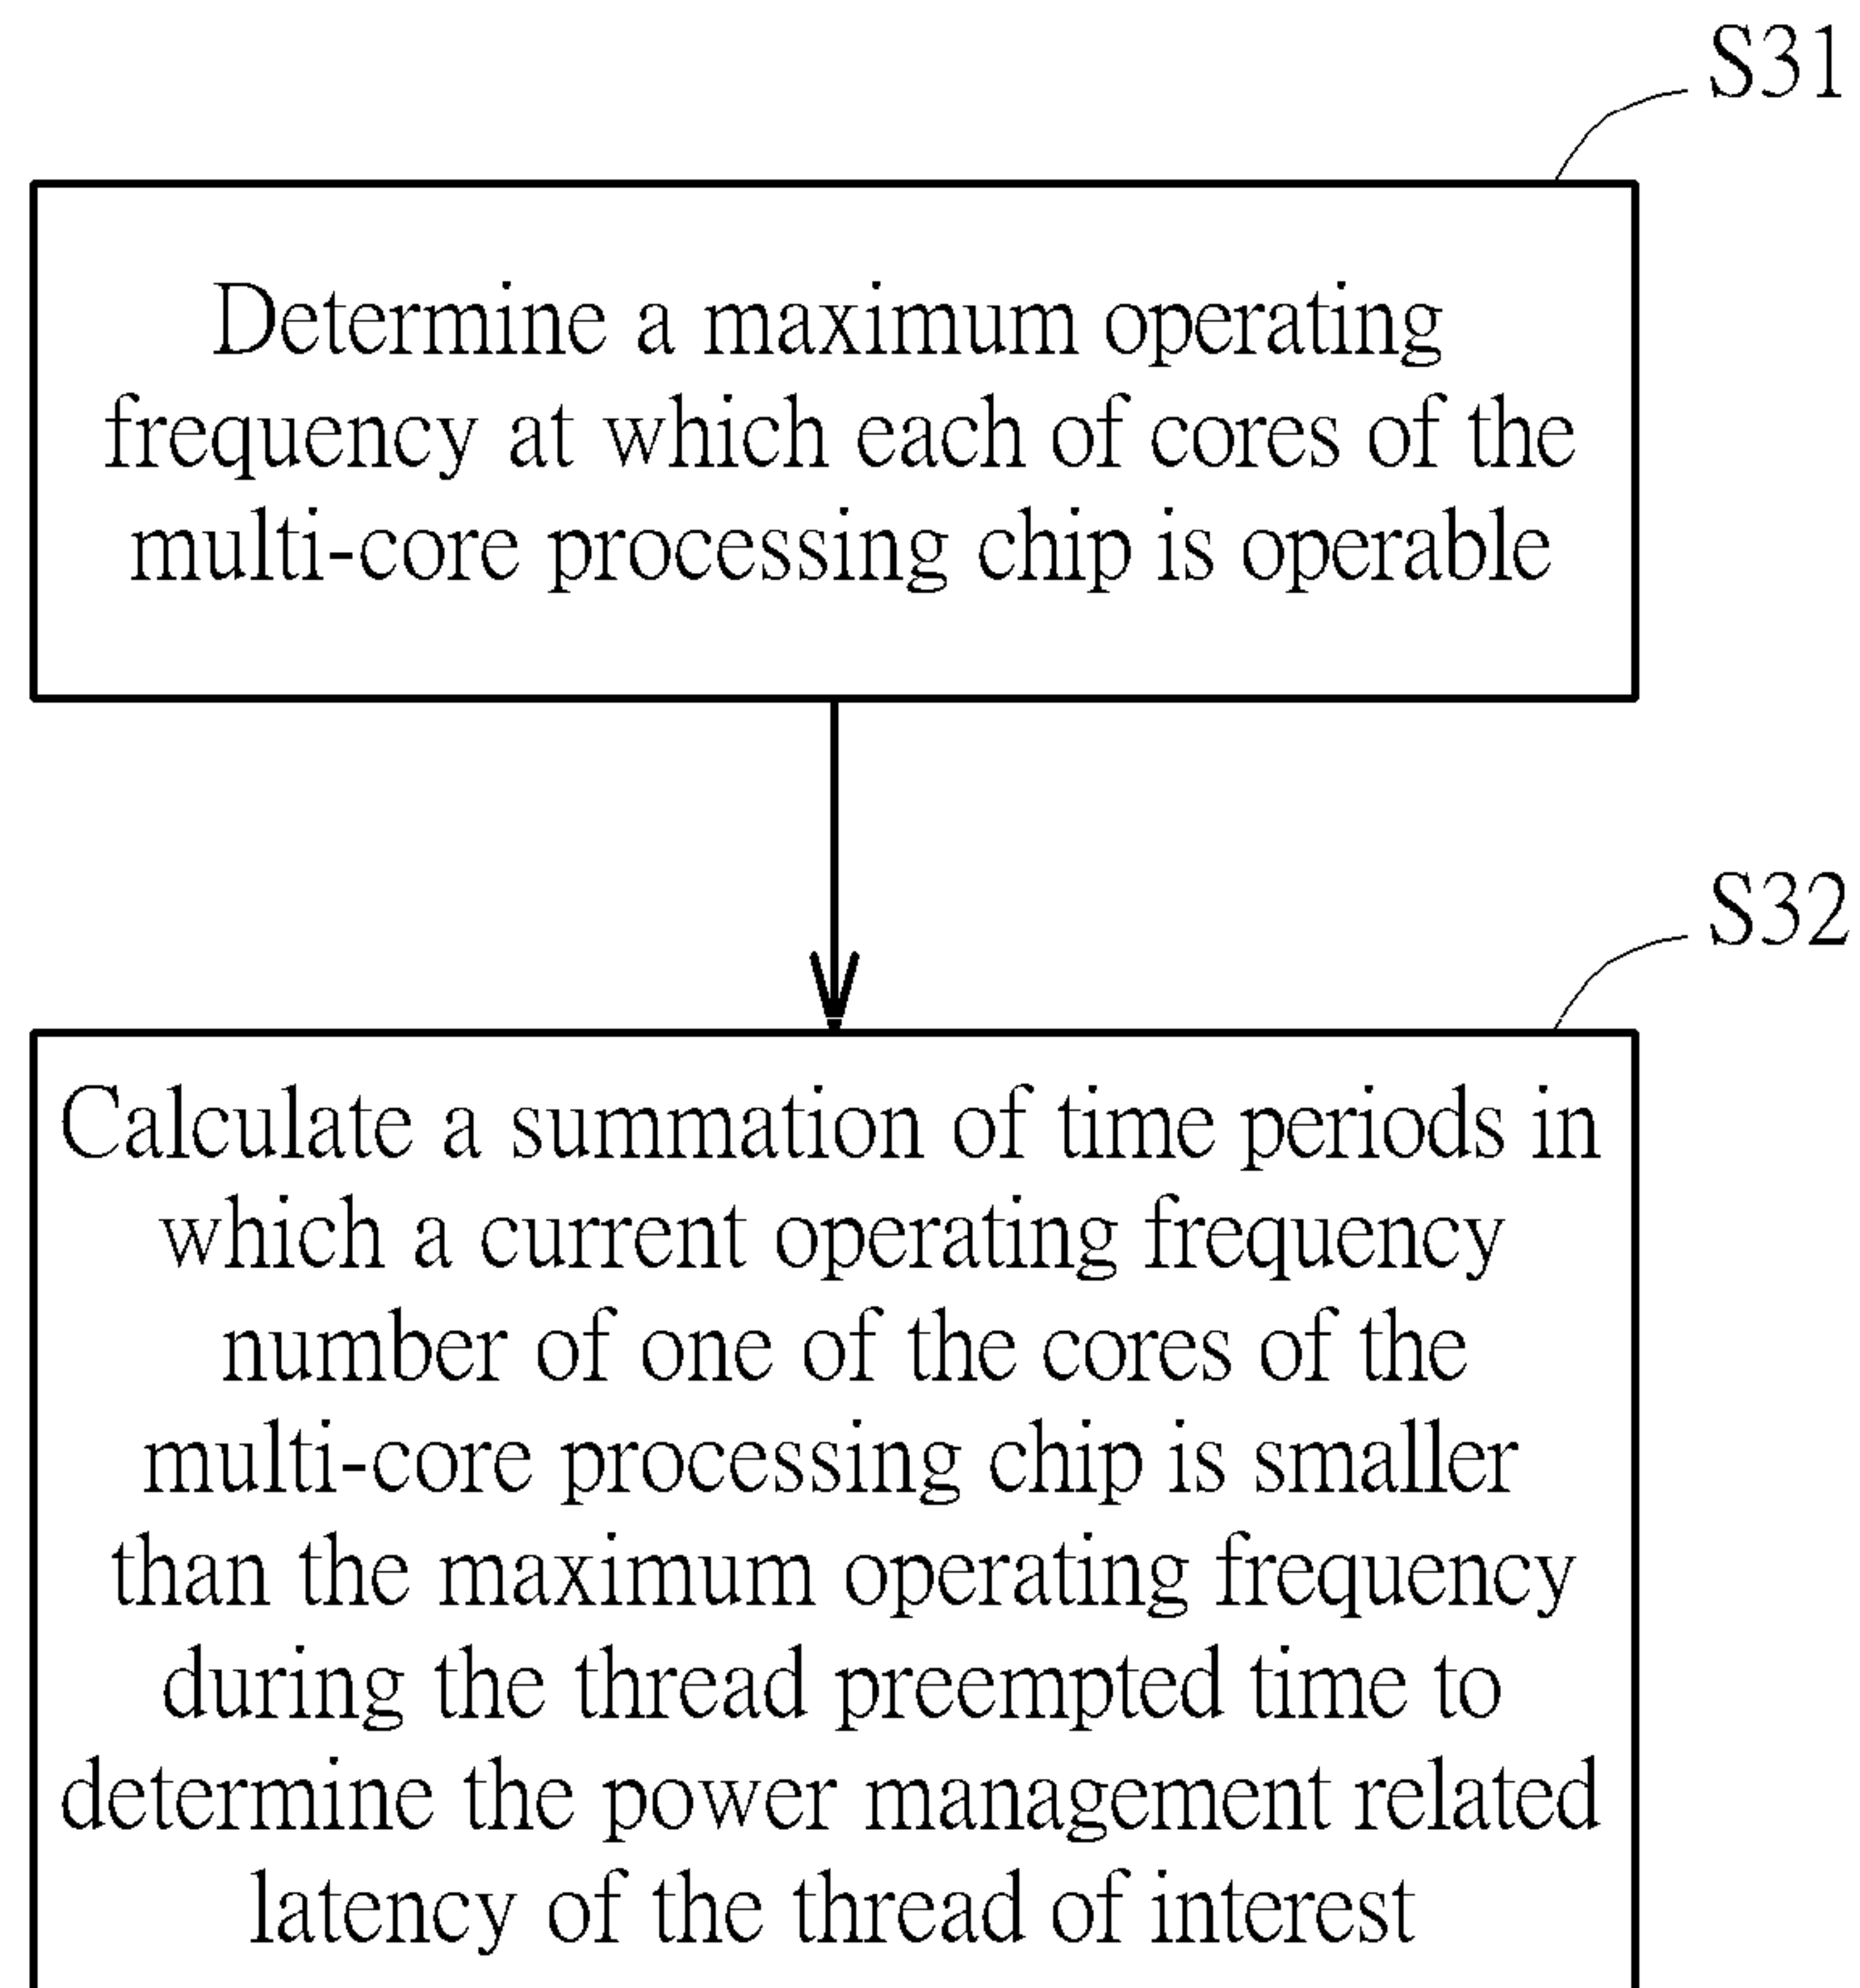 S31
Determine a maximum operating
frequency at which each of cores of the
multi-core processing chip is operable
S32
Calculate a summation of time periods in
which a current operating frequency
number of one of the cores of the
multi-core processing chip is smaller
than the maximum operating frequency
during the thread preempted time to
determine the power management related
latency of the thread of interest